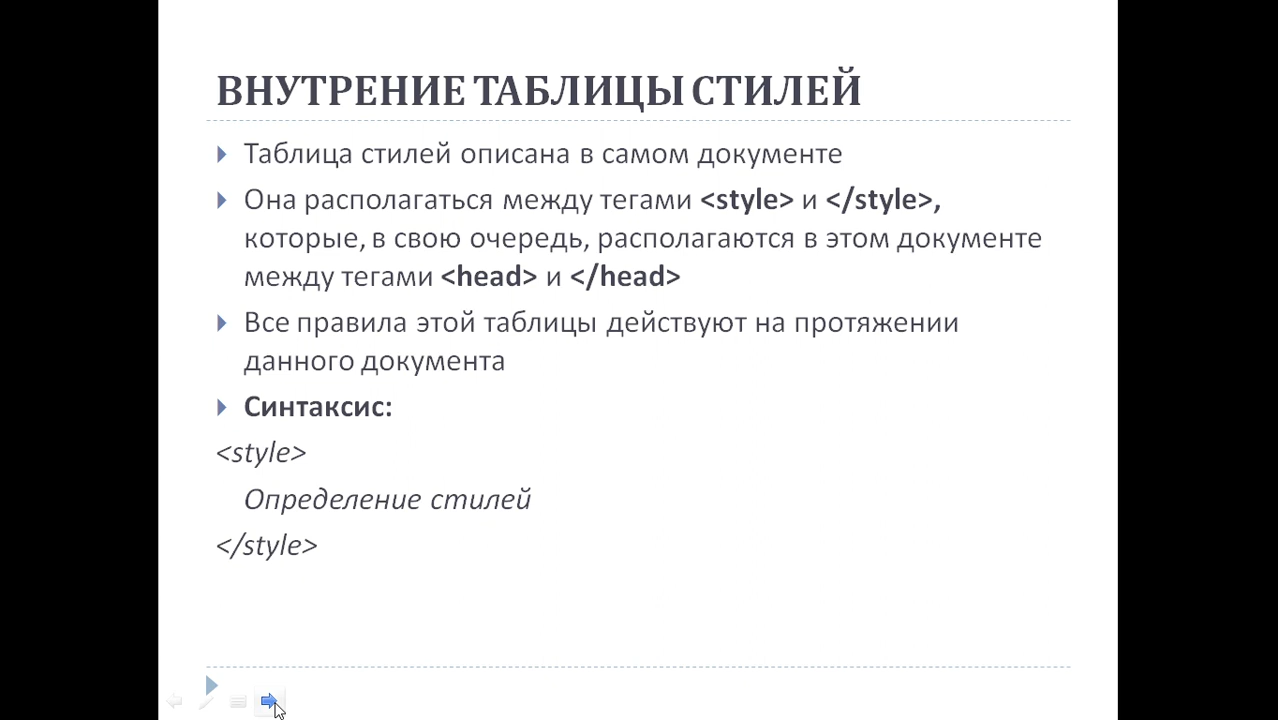 ВНУТРЕНИЕ ТАБЛИЦЫ СТИЛЕЙ
Таблица стилей описана в самом документе
Она располагаться между тегами <style> и </style>,
которые, в свою очередь, располагаются в этом документе
между тегами <head> и </head>
Все правила этой таблицы действуют на протяжении
данного документа
Синтаксис:
<style>
Определение стилей
</style>